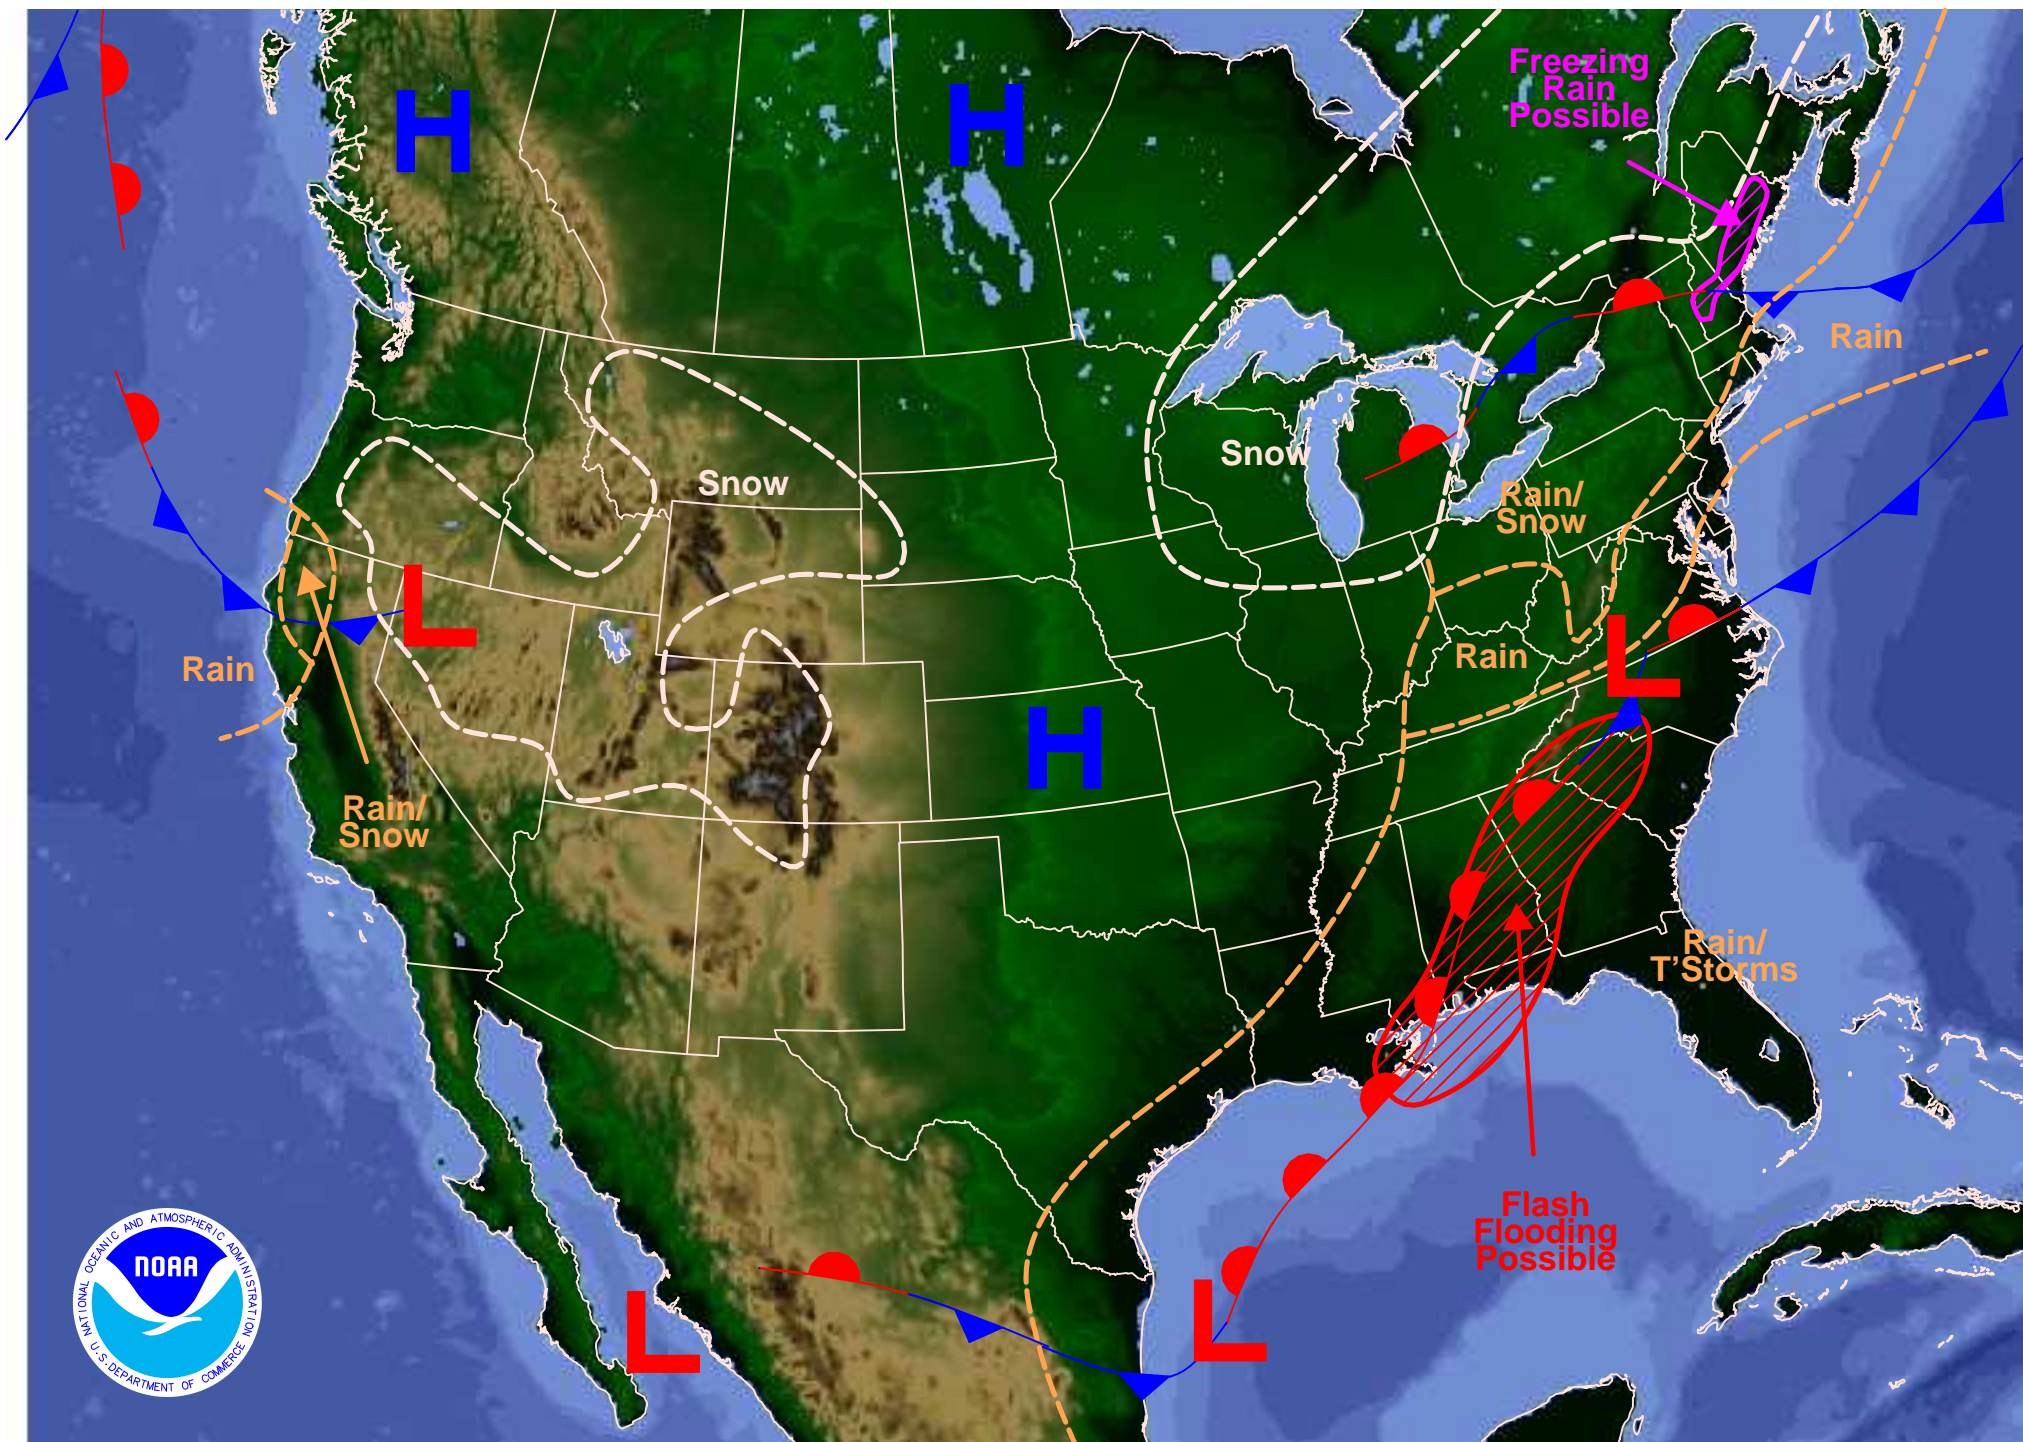 Freezing
Rain
Possible
H
H
Rain
Snow
Snow
Rain/
Snow
L
Rain
Rain
L
H
Rain/
Snow
Rain/
T'Storms
Flash
Flooding
Possible
L
L
NATIONAL OCEANIC AND ATMOSPHERIC ADMINISTRATION
NOAA
U.S. DEPARTMENT OF COMMERCE